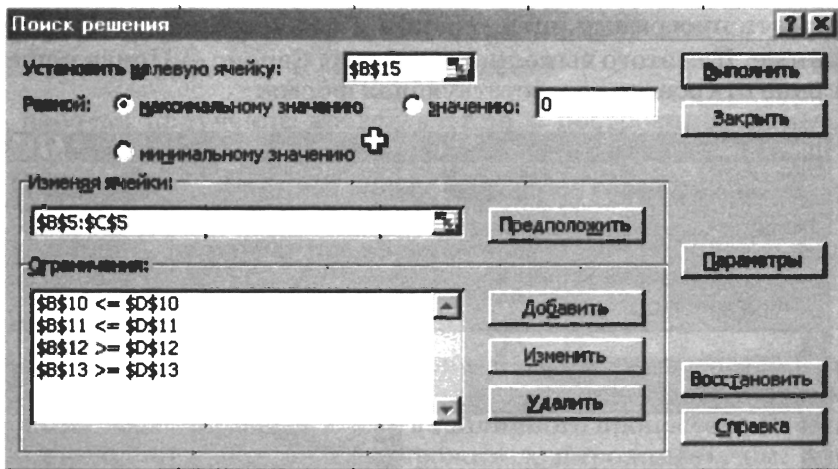 Поиск решения
Установить целевую ячейку: $B$15 Выполнить
Равной: максимальному значению значению: 0 Закрыть
минимальному значению
Изменяя ячейки:
$B$5:$C$5 Предположить
Параметры
Ограничения:
$B$10 <= $D$10
$B$11 <= $D$11
$B$12 >= $D$12
$B$13 >= $D$13
Добавить
Изменить
Удалить
Восстановить
Справка